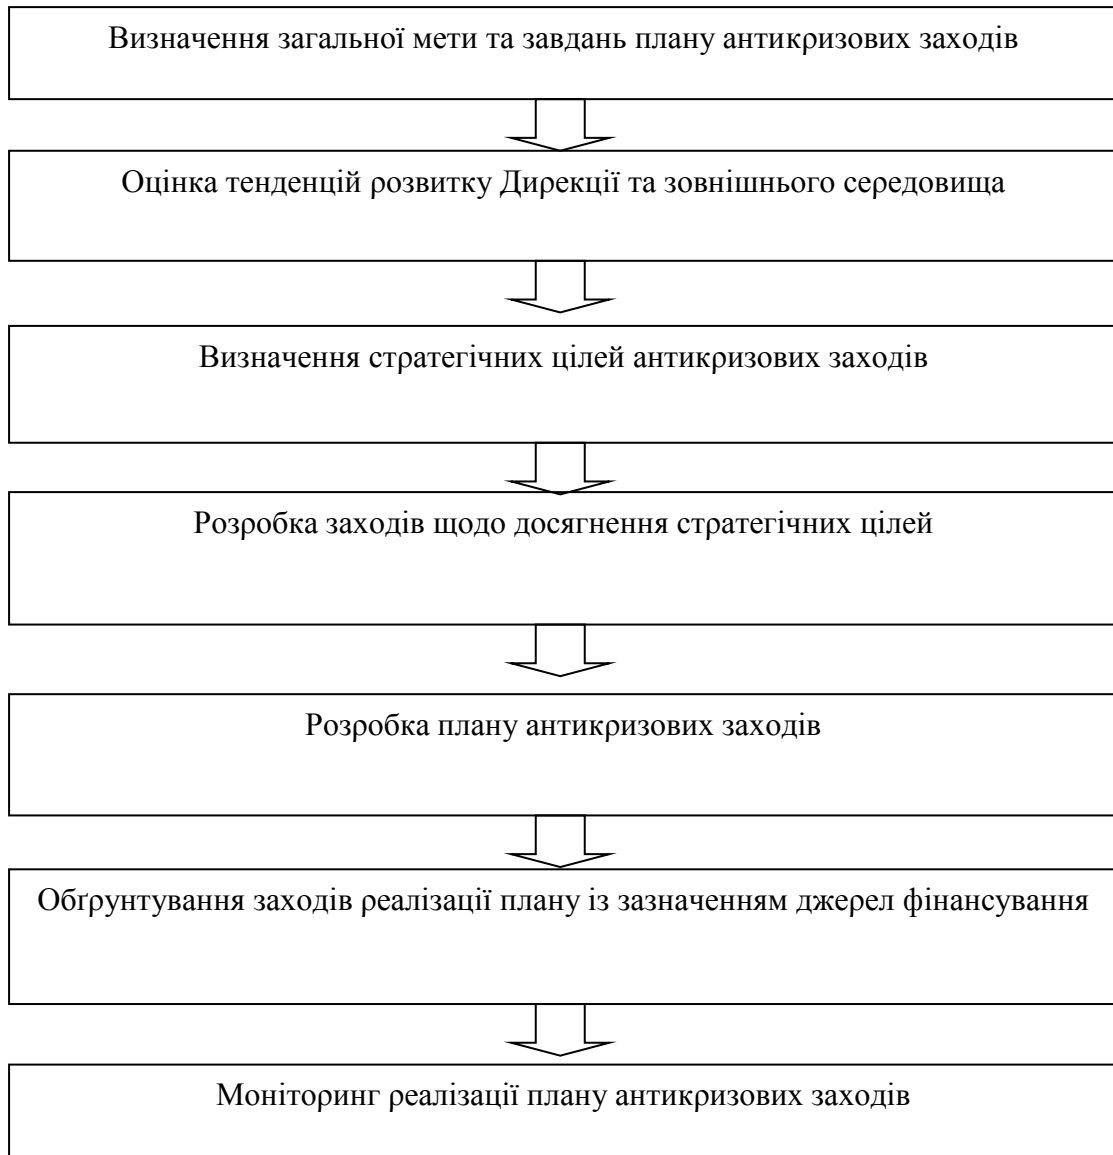 Визначення загальної мети та завдань плану антикризових заходів
Оцінка тенденцій розвитку Дирекції та зовнішнього середовища
Визначення стратегічних цілей антикризових заходів
Розробка заходів щодо досягнення стратегічних цілей
Розробка плану антикризових заходів
Обґрунтування заходів реалізації плану із зазначенням джерел фінансування
Моніторинг реалізації плану антикризових заходів